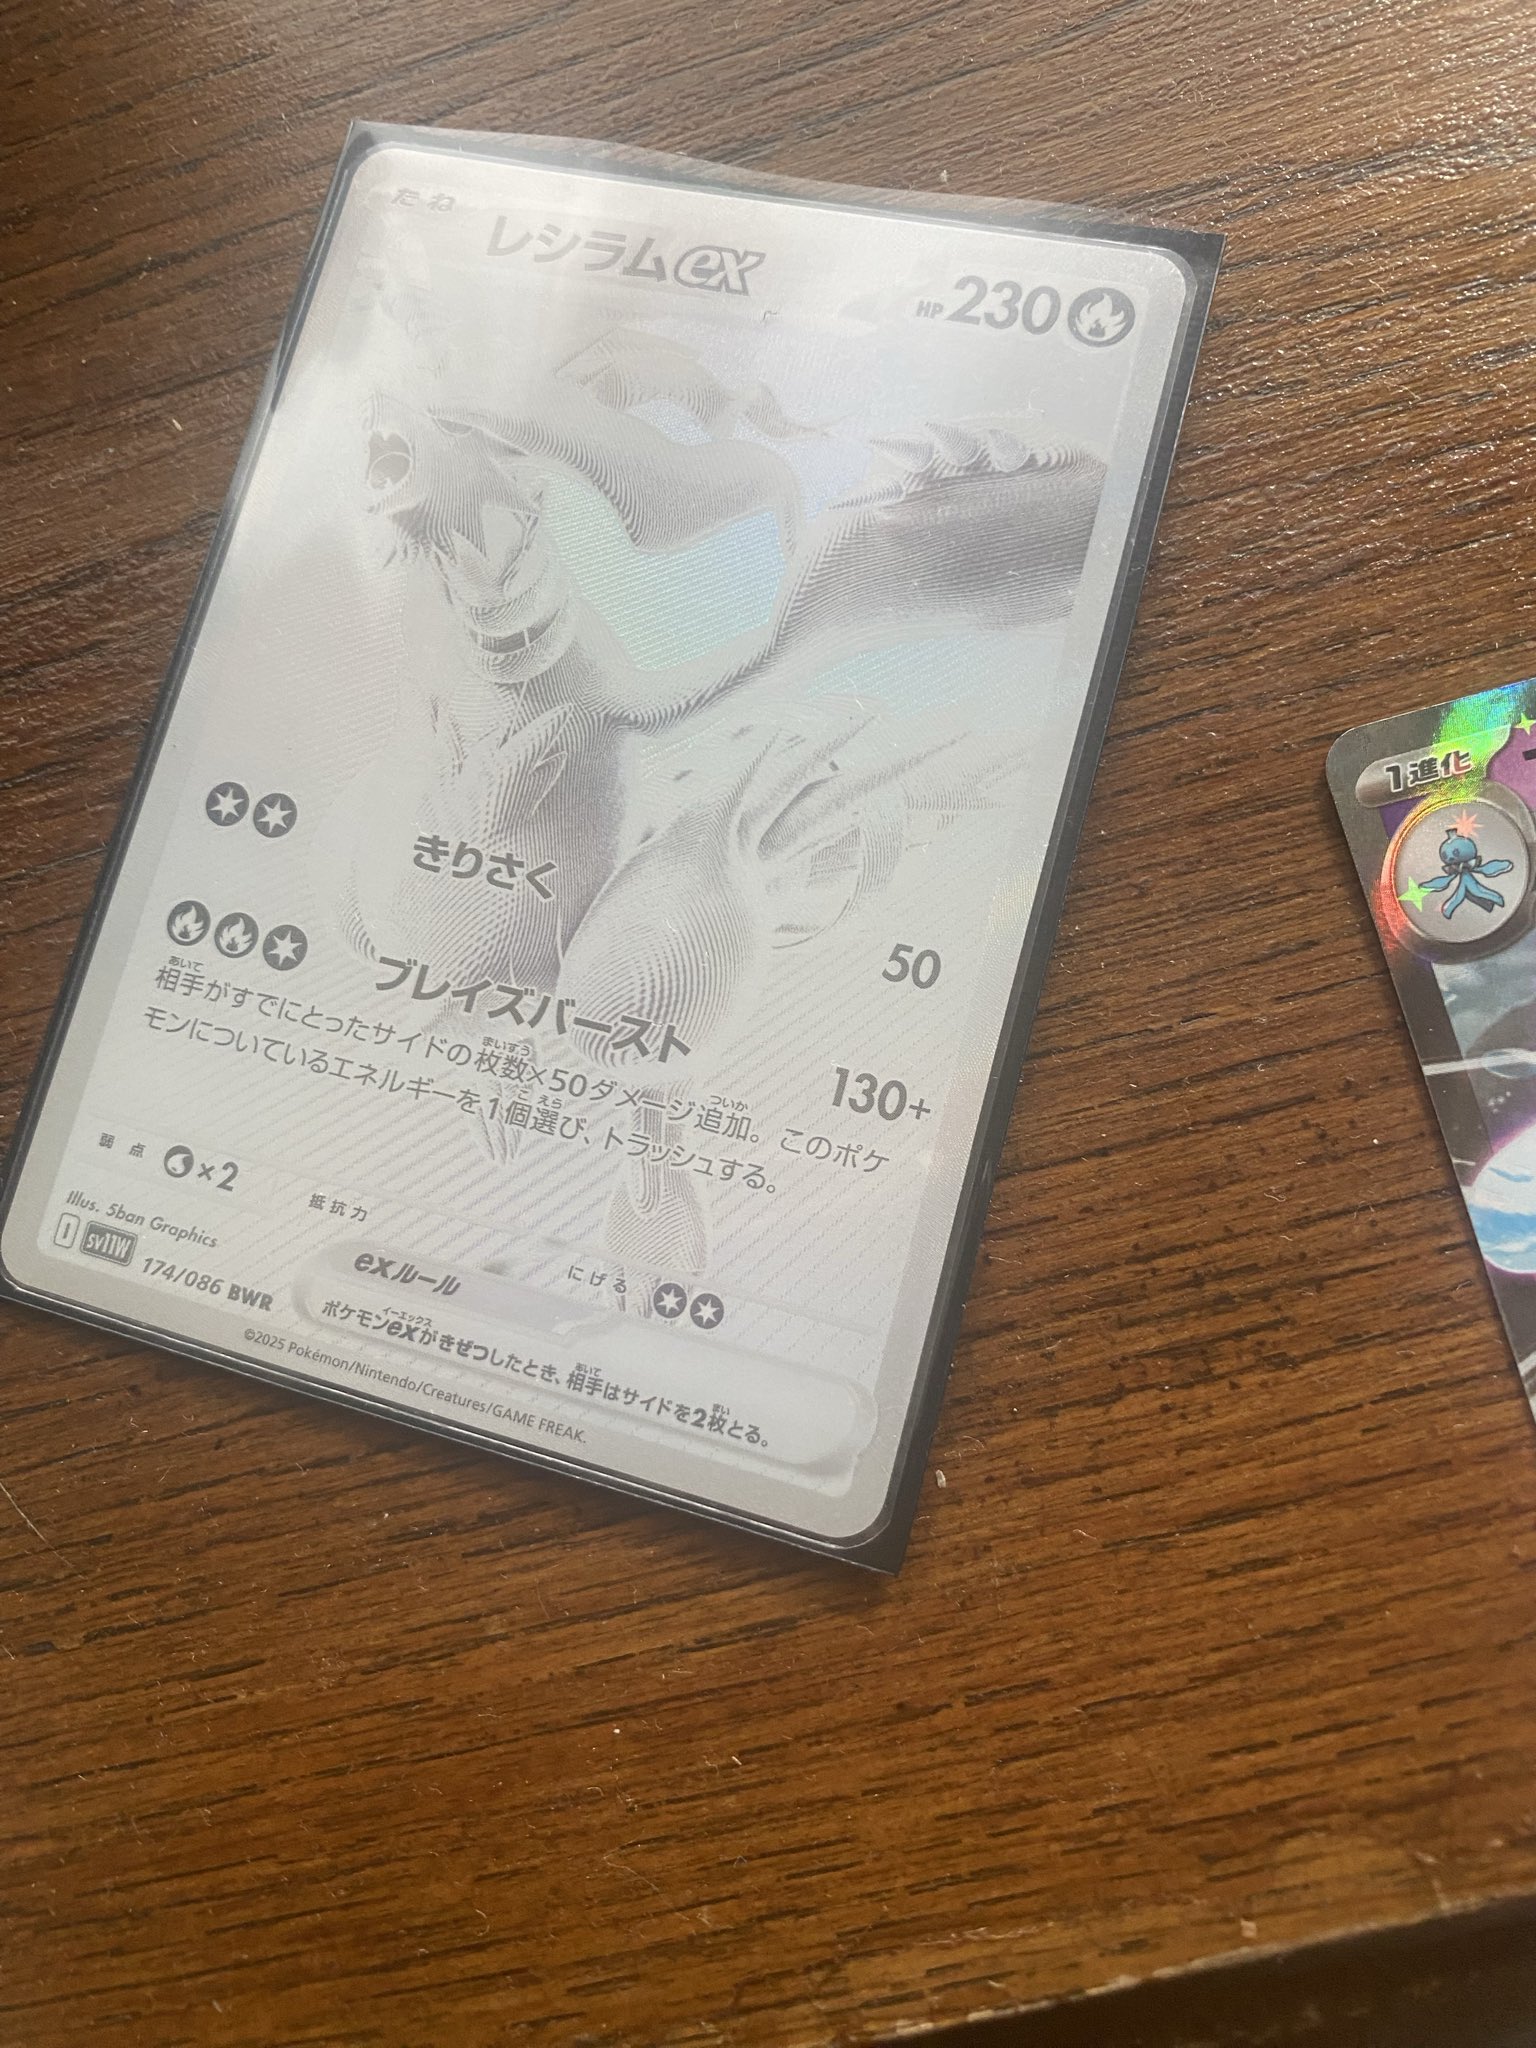 たね
レシラムex
HP230
きりさく
50
ブレイズバースト
130+
相手がすでにとったサイドの枚数×50ダメージ追加。このポケ
モンについているエネルギーを1個選び、トラッシュする。
弱点 ×2
抵抗力
にげる
Illus. 5ban Graphics
I SV11W 174/086 BWR
exルール
ポケモンexがきぜつしたとき、相手はサイドを2枚とる。
©2025 Pokémon/Nintendo/Creatures/GAME FREAK.
1進化